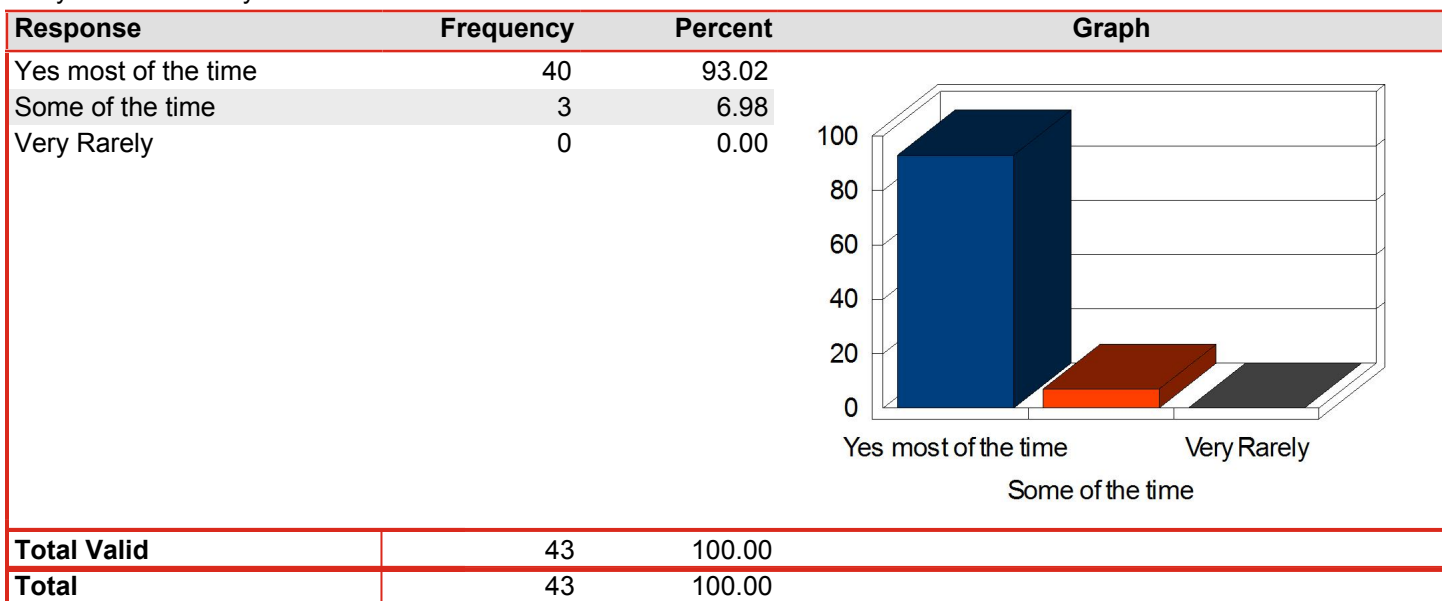 Response Frequency Percent Graph
Yes most of the time 40 93.02
Some of the time 3 6.98
Very Rarely 0 0.00
100
80
60
40
20
0
Yes most of the time Very Rarely
Some of the time
Total Valid 43 100.00
Total 43 100.00